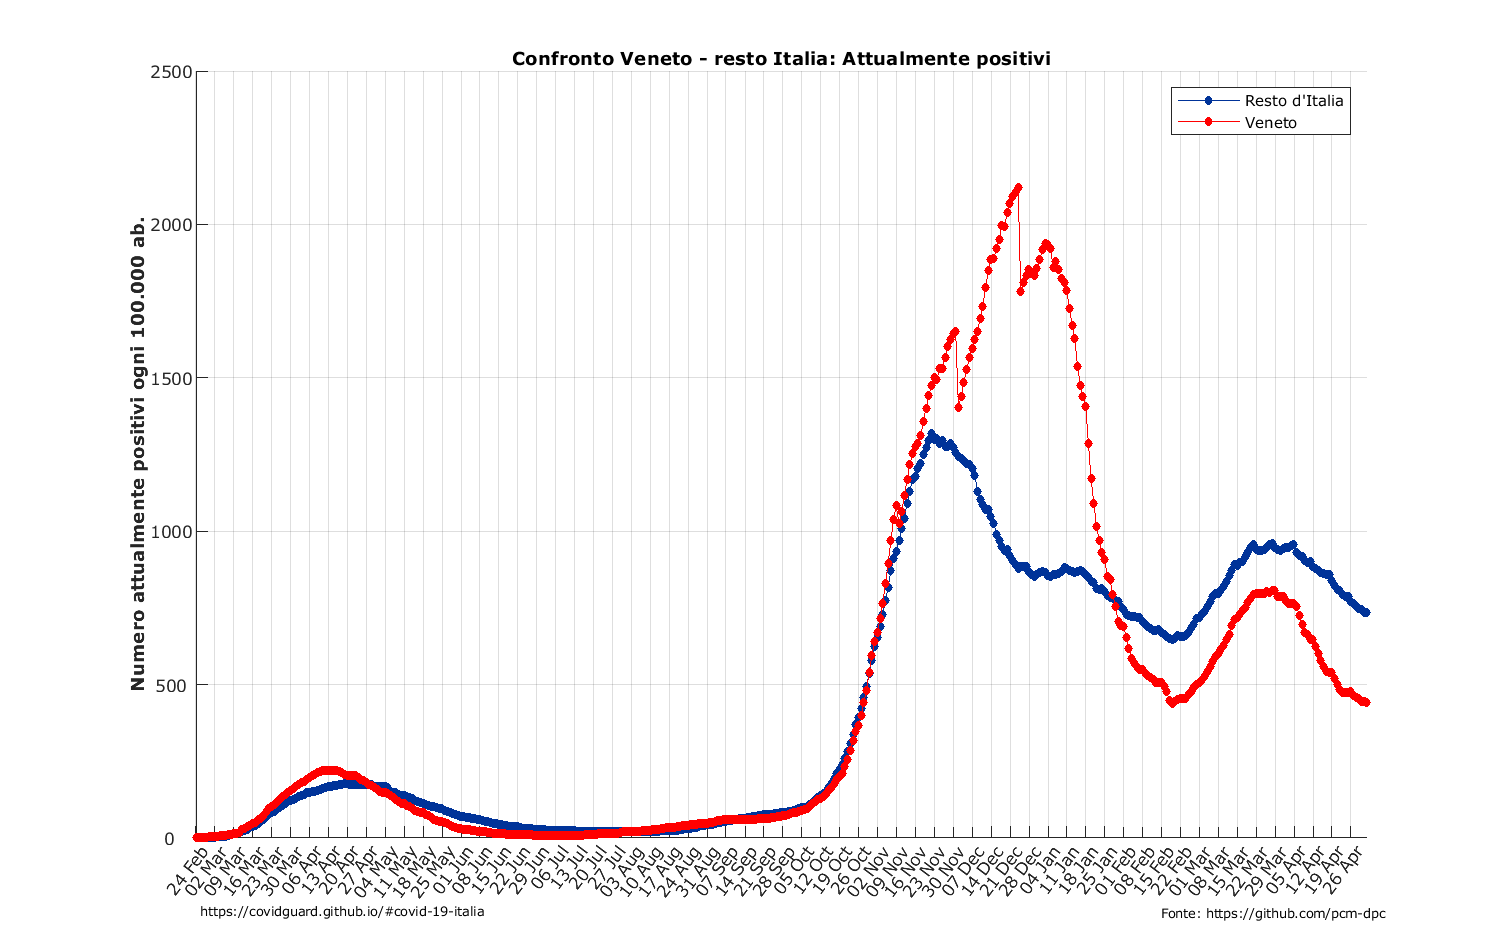 Confronto Veneto - resto Italia: Attualmente positivi
Resto d'Italia
Veneto
Numero attualmente positivi ogni 100.000 ab.
2500
2000
1500
1000
500
0
24 Feb
02 Mar
09 Mar
16 Mar
23 Mar
30 Mar
06 Apr
13 Apr
20 Apr
27 Apr
04 May
11 May
18 May
25 May
01 Jun
08 Jun
15 Jun
22 Jun
29 Jun
06 Jul
13 Jul
20 Jul
27 Jul
03 Aug
10 Aug
17 Aug
24 Aug
31 Aug
07 Sep
14 Sep
21 Sep
28 Sep
05 Oct
12 Oct
19 Oct
26 Oct
02 Nov
09 Nov
16 Nov
23 Nov
30 Nov
07 Dec
14 Dec
21 Dec
28 Dec
04 Jan
11 Jan
18 Jan
25 Jan
01 Feb
08 Feb
15 Feb
22 Feb
01 Mar
08 Mar
15 Mar
22 Mar
29 Mar
05 Apr
12 Apr
19 Apr
26 Apr
https://covidguard.github.io/#covid-19-italia
Fonte: https://github.com/pcm-dpc